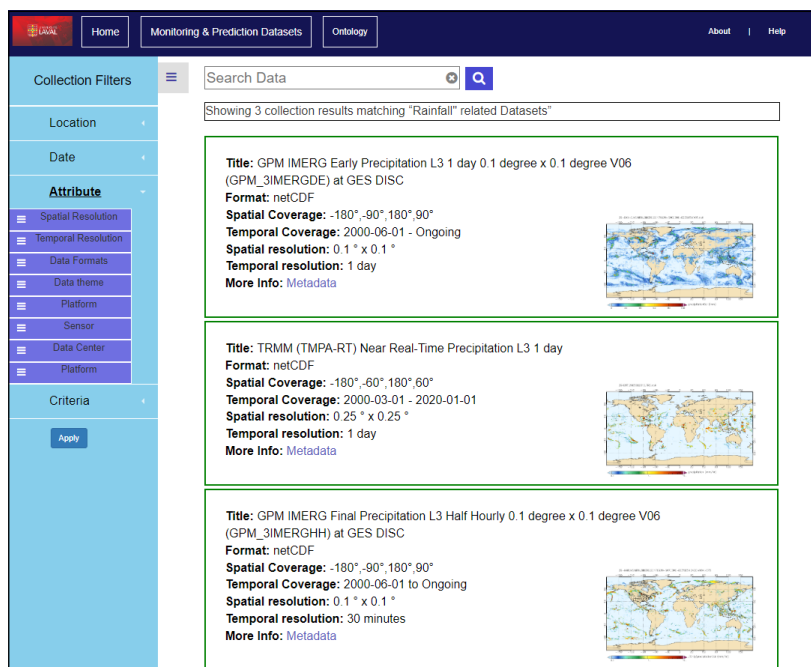 LAVAL
Home
Monitoring & Prediction Datasets
Ontology
About | Help
Collection Filters
Location
Date
Attribute
Spatial Resolution
Temporal Resolution
Data Formats
Data theme
Platform
Sensor
Data Center
Platform
Criteria
Apply
Search Data
Showing 3 collection results matching “Rainfall" related Datasets”
Title: GPM IMERG Early Precipitation L3 1 day 0.1 degree x 0.1 degree V06
(GPM_3IMERGDE) at GES DISC
Format: netCDF
Spatial Coverage: -180°,-90°,180°,90°
Temporal Coverage: 2000-06-01 - Ongoing
Spatial resolution: 0.1 ° x 0.1 °
Temporal resolution: 1 day
More Info: Metadata
Title: TRMM (TMPA-RT) Near Real-Time Precipitation L3 1 day
Format: netCDF
Spatial Coverage: -180°,-60°,180°,60°
Temporal Coverage: 2000-03-01 - 2020-01-01
Spatial resolution: 0.25 ° x 0.25 °
Temporal resolution: 1 day
More Info: Metadata
Title: GPM IMERG Final Precipitation L3 Half Hourly 0.1 degree x 0.1 degree V06
(GPM_3IMERGHH) at GES DISC
Format: netCDF
Spatial Coverage: -180°,-90°,180°,90°
Temporal Coverage: 2000-06-01 to Ongoing
Spatial resolution: 0.1 ° x 0.1 °
Temporal resolution: 30 minutes
More Info: Metadata